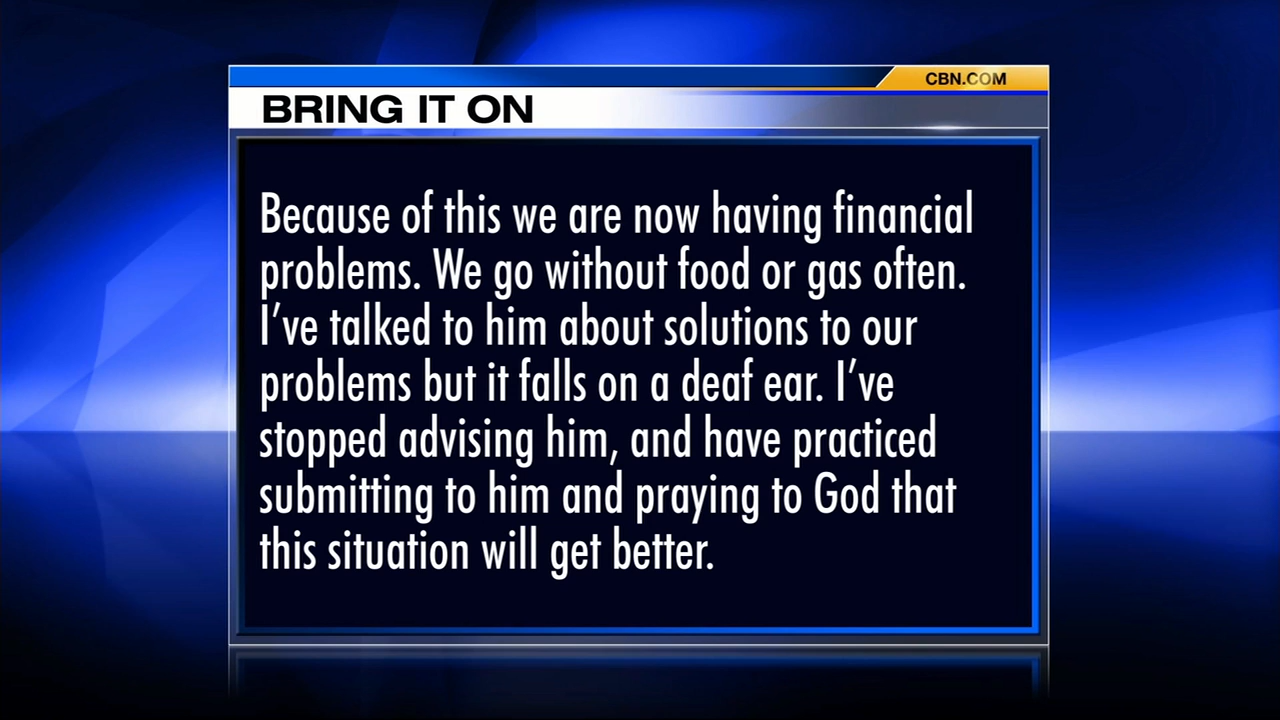 CBN.COM
BRING IT ON
Because of this we are now having financial
problems. We go without food or gas often.
I've talked to him about solutions to our
problems but it falls on a deaf ear. I've
stopped advising him, and have practiced
submitting to him and praying to God that
this situation will get better.